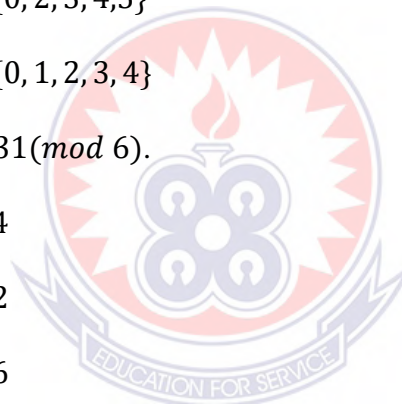 {0, 2, 3, 4,5}
{0, 1, 2, 3, 4}
31(mod 6).
4
2
6
EDUCATION FOR SERVICE